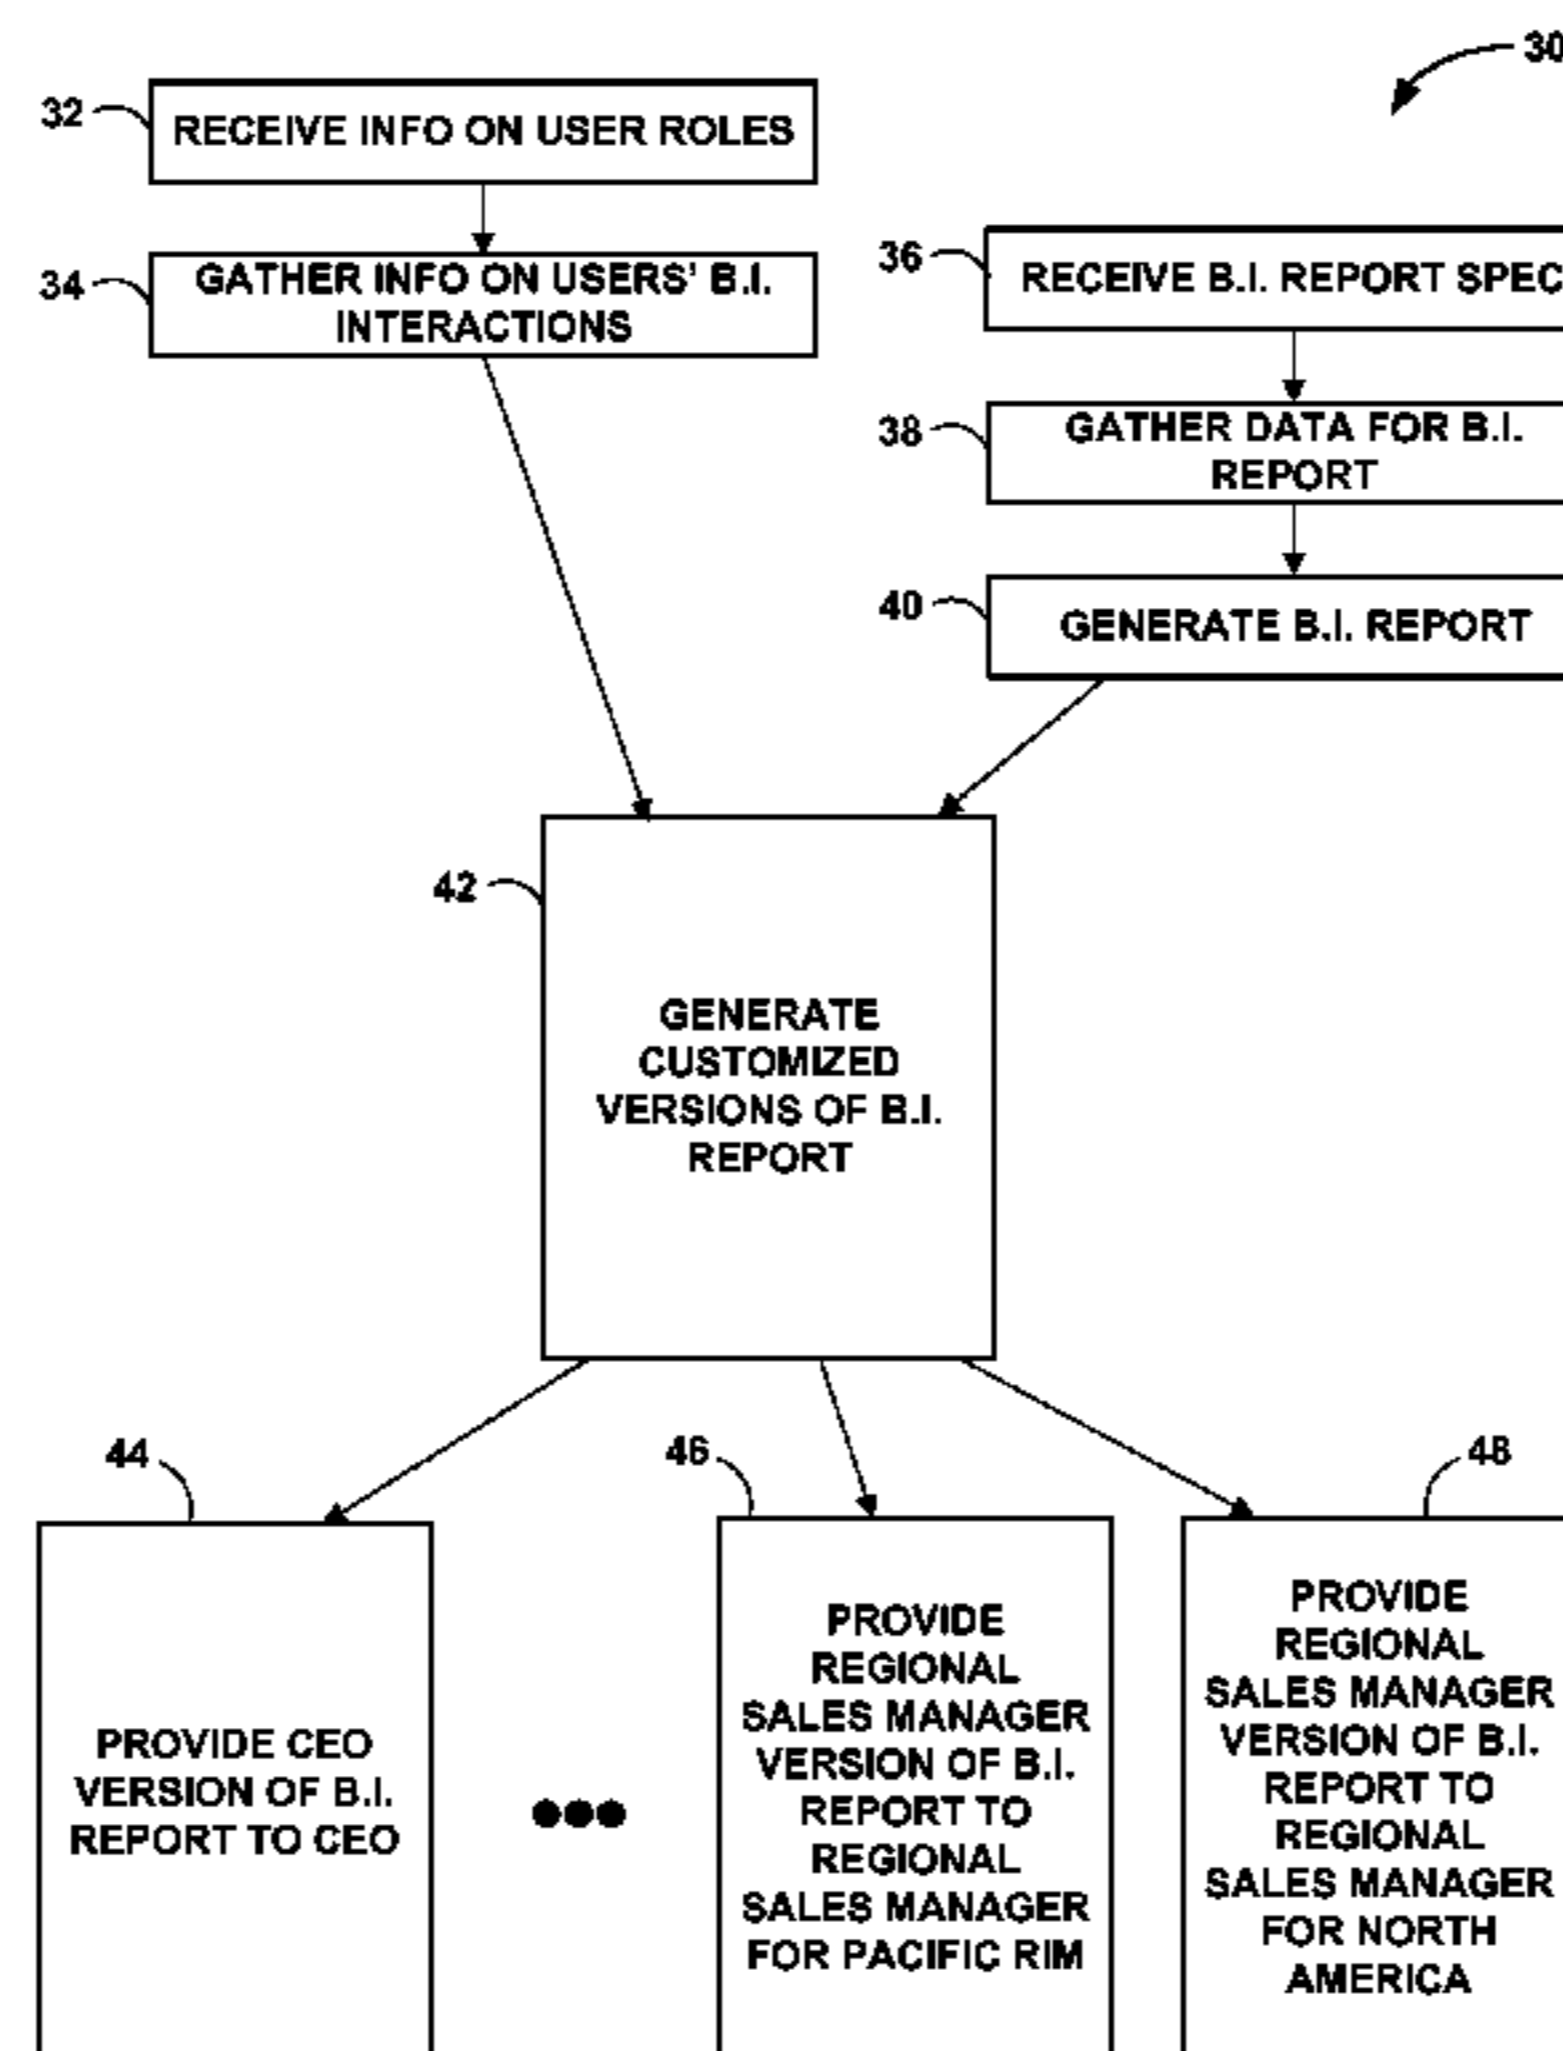 30
32
RECEIVE INFO ON USER ROLES
34
GATHER INFO ON USERS' B.I.
INTERACTIONS
36
RECEIVE B.I. REPORT SPEC
38
GATHER DATA FOR B.I.
REPORT
40
GENERATE B.I. REPORT
42
GENERATE
CUSTOMIZED
VERSIONS OF B.I.
REPORT
44
PROVIDE CEO
VERSION OF B.I.
REPORT TO CEO
46
PROVIDE
REGIONAL
SALES MANAGER
VERSION OF B.I.
REPORT TO
REGIONAL
SALES MANAGER
FOR PACIFIC RIM
48
PROVIDE
REGIONAL
SALES MANAGER
VERSION OF B.I.
REPORT TO
REGIONAL
SALES MANAGER
FOR NORTH
AMERICA